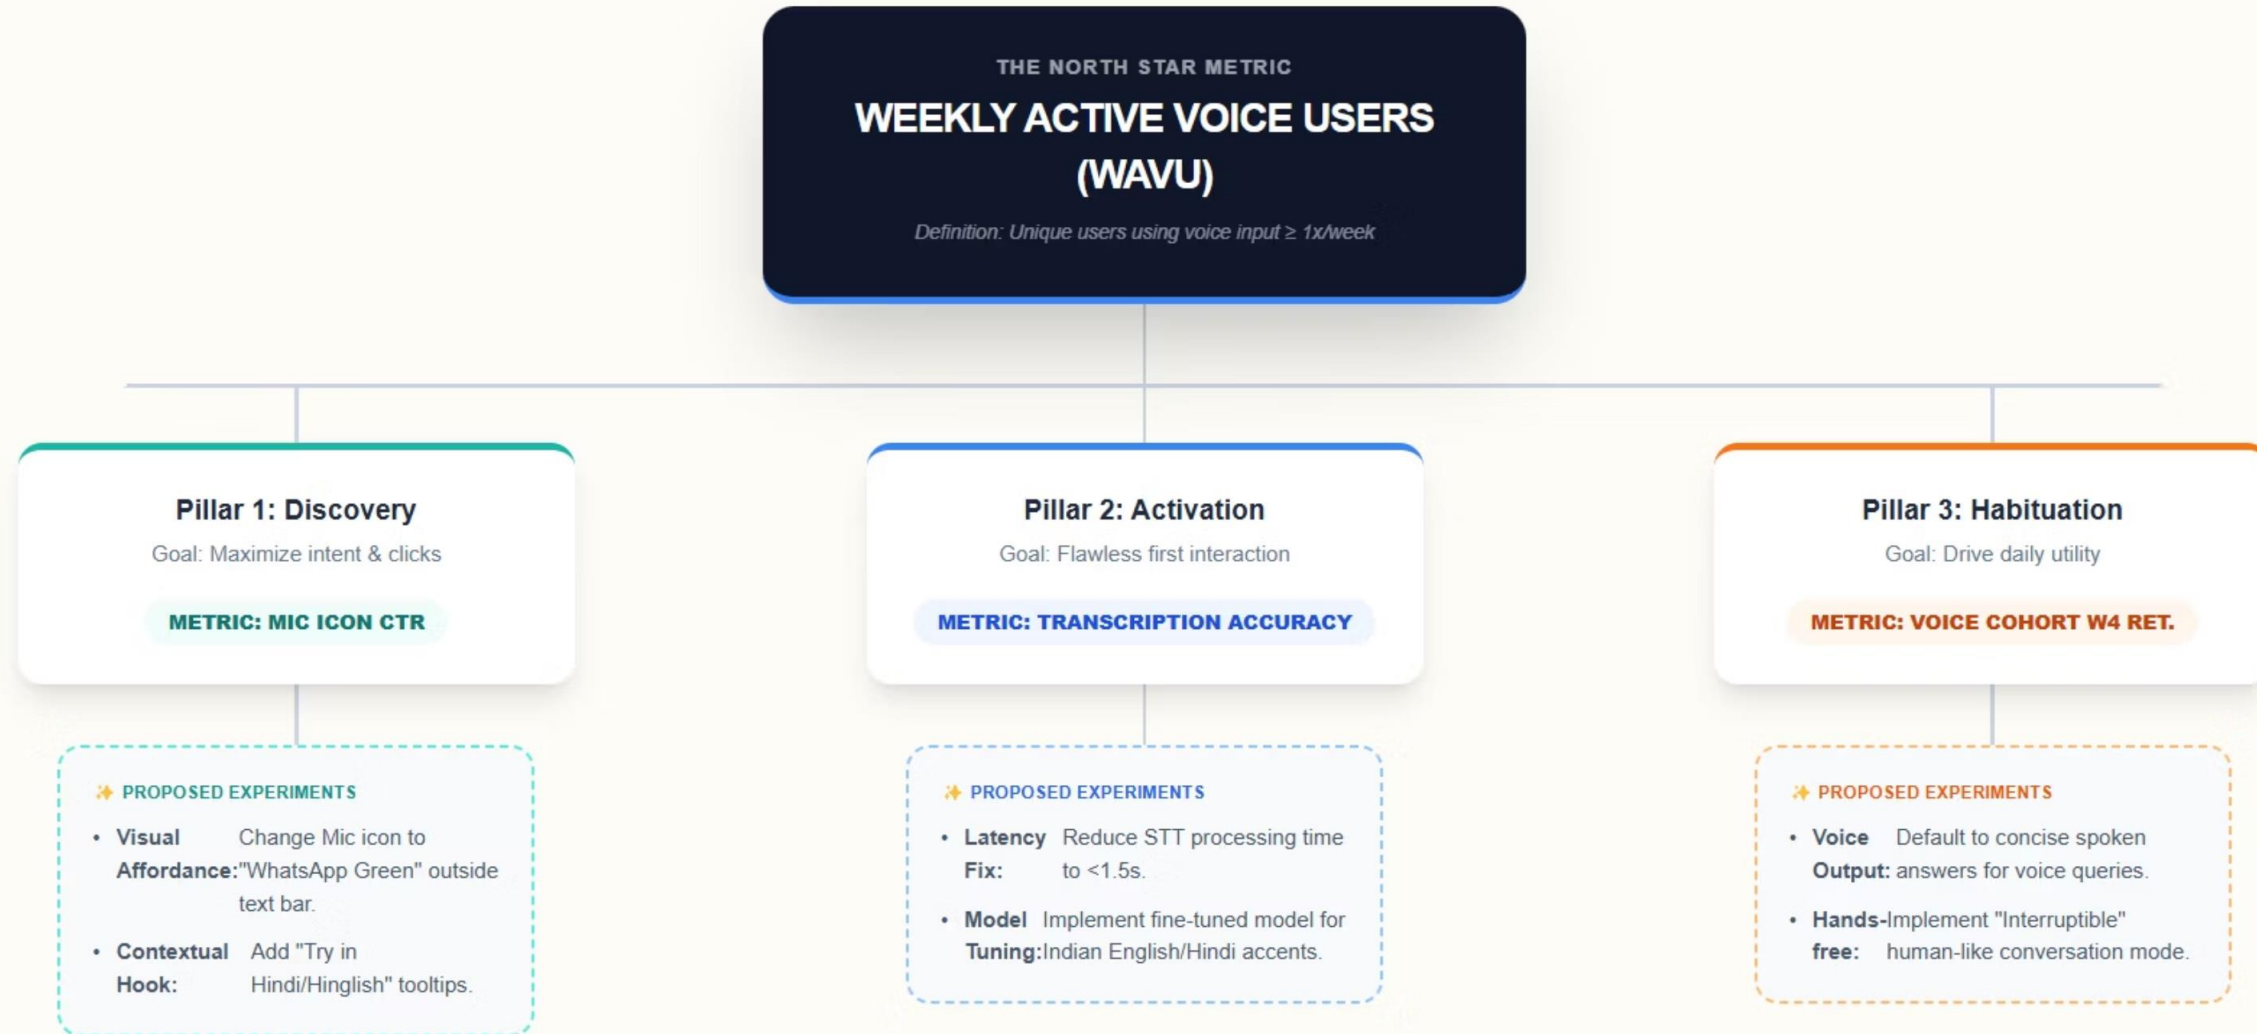 THE NORTH STAR METRIC
WEEKLY ACTIVE VOICE USERS
(WAVU)
Definition: Unique users using voice input ≥ 1x/week
Pillar 1: Discovery
Goal: Maximize intent & clicks
METRIC: MIC ICON CTR
✨ PROPOSED EXPERIMENTS
• Visual Change Mic icon to
Affordance: "WhatsApp Green" outside
text bar.
• Contextual Add "Try in
Hook: Hindi/Hinglish" tooltips.
Pillar 2: Activation
Goal: Flawless first interaction
METRIC: TRANSCRIPTION ACCURACY
✨ PROPOSED EXPERIMENTS
• Latency Reduce STT processing time
Fix: to <1.5s.
• Model Implement fine-tuned model for
Tuning: Indian English/Hindi accents.
Pillar 3: Habituation
Goal: Drive daily utility
METRIC: VOICE COHORT W4 RET.
✨ PROPOSED EXPERIMENTS
• Voice Default to concise spoken
Output: answers for voice queries.
• Hands- Implement "Interruptible"
free: human-like conversation mode.